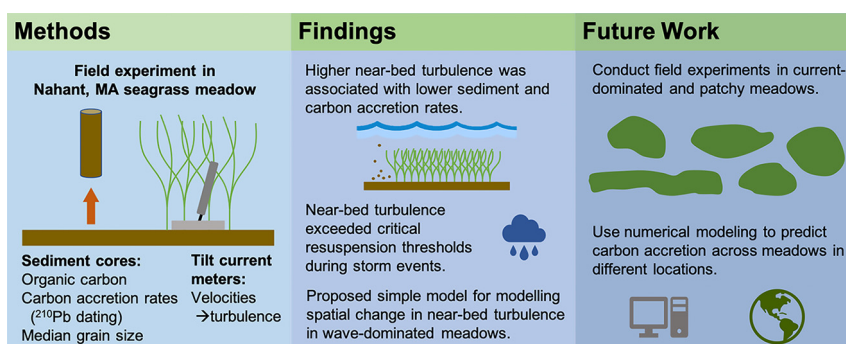 Methods
Field experiment in
Nahant, MA seagrass meadow
Sediment cores:
Organic carbon
Carbon accretion rates
(²¹⁰Pb dating)
Median grain size
Tilt current
meters:
Velocities
→turbulence
Findings
Higher near-bed turbulence was
associated with lower sediment and
carbon accretion rates.
Near-bed turbulence
exceeded critical
resuspension thresholds
during storm events.
Proposed simple model for modelling
spatial change in near-bed turbulence
in wave-dominated meadows.
Future Work
Conduct field experiments in current-
dominated and patchy meadows.
Use numerical modeling to predict
carbon accretion across meadows in
different locations.